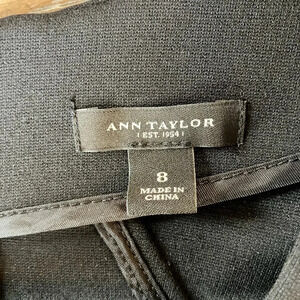 ANN TAYLOR
EST. 1954
8
MADE IN
CHINA